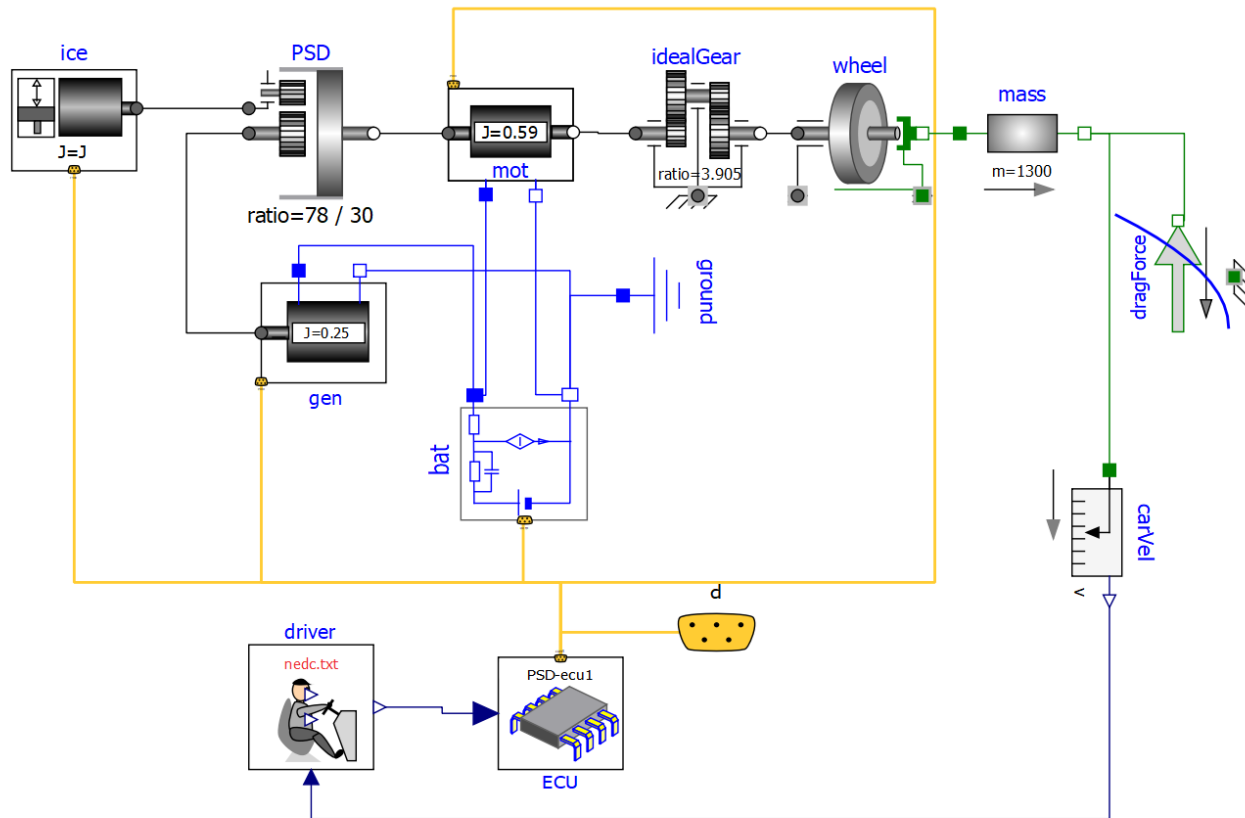 ice
J=J
PSD
ratio=78 / 30
J=0.59
mot
idealGear
ratio=3.905
wheel
mass
m=1300
dragForce
ground
J=0.25
gen
bat
I
carVel
v
d
driver
nedc.txt
PSD-ecu1
ECU